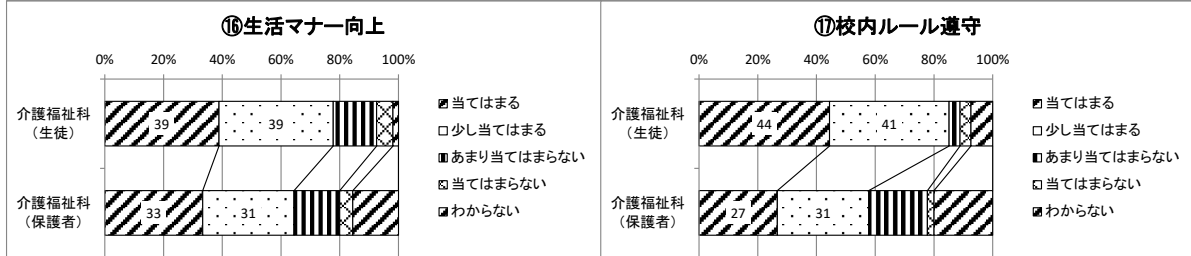 ⑯生活マナー向上
0% 20% 40% 60% 80% 100%
介護福祉科
（生徒）
39 39
介護福祉科
（保護者）
33 31
当てはまる
少し当てはまる
あまり当てはまらない
当てはまらない
わからない
⑰校内ルール遵守
0% 20% 40% 60% 80% 100%
介護福祉科
（生徒）
44 41
介護福祉科
（保護者）
27 31
当てはまる
少し当てはまる
あまり当てはまらない
当てはまらない
わからない